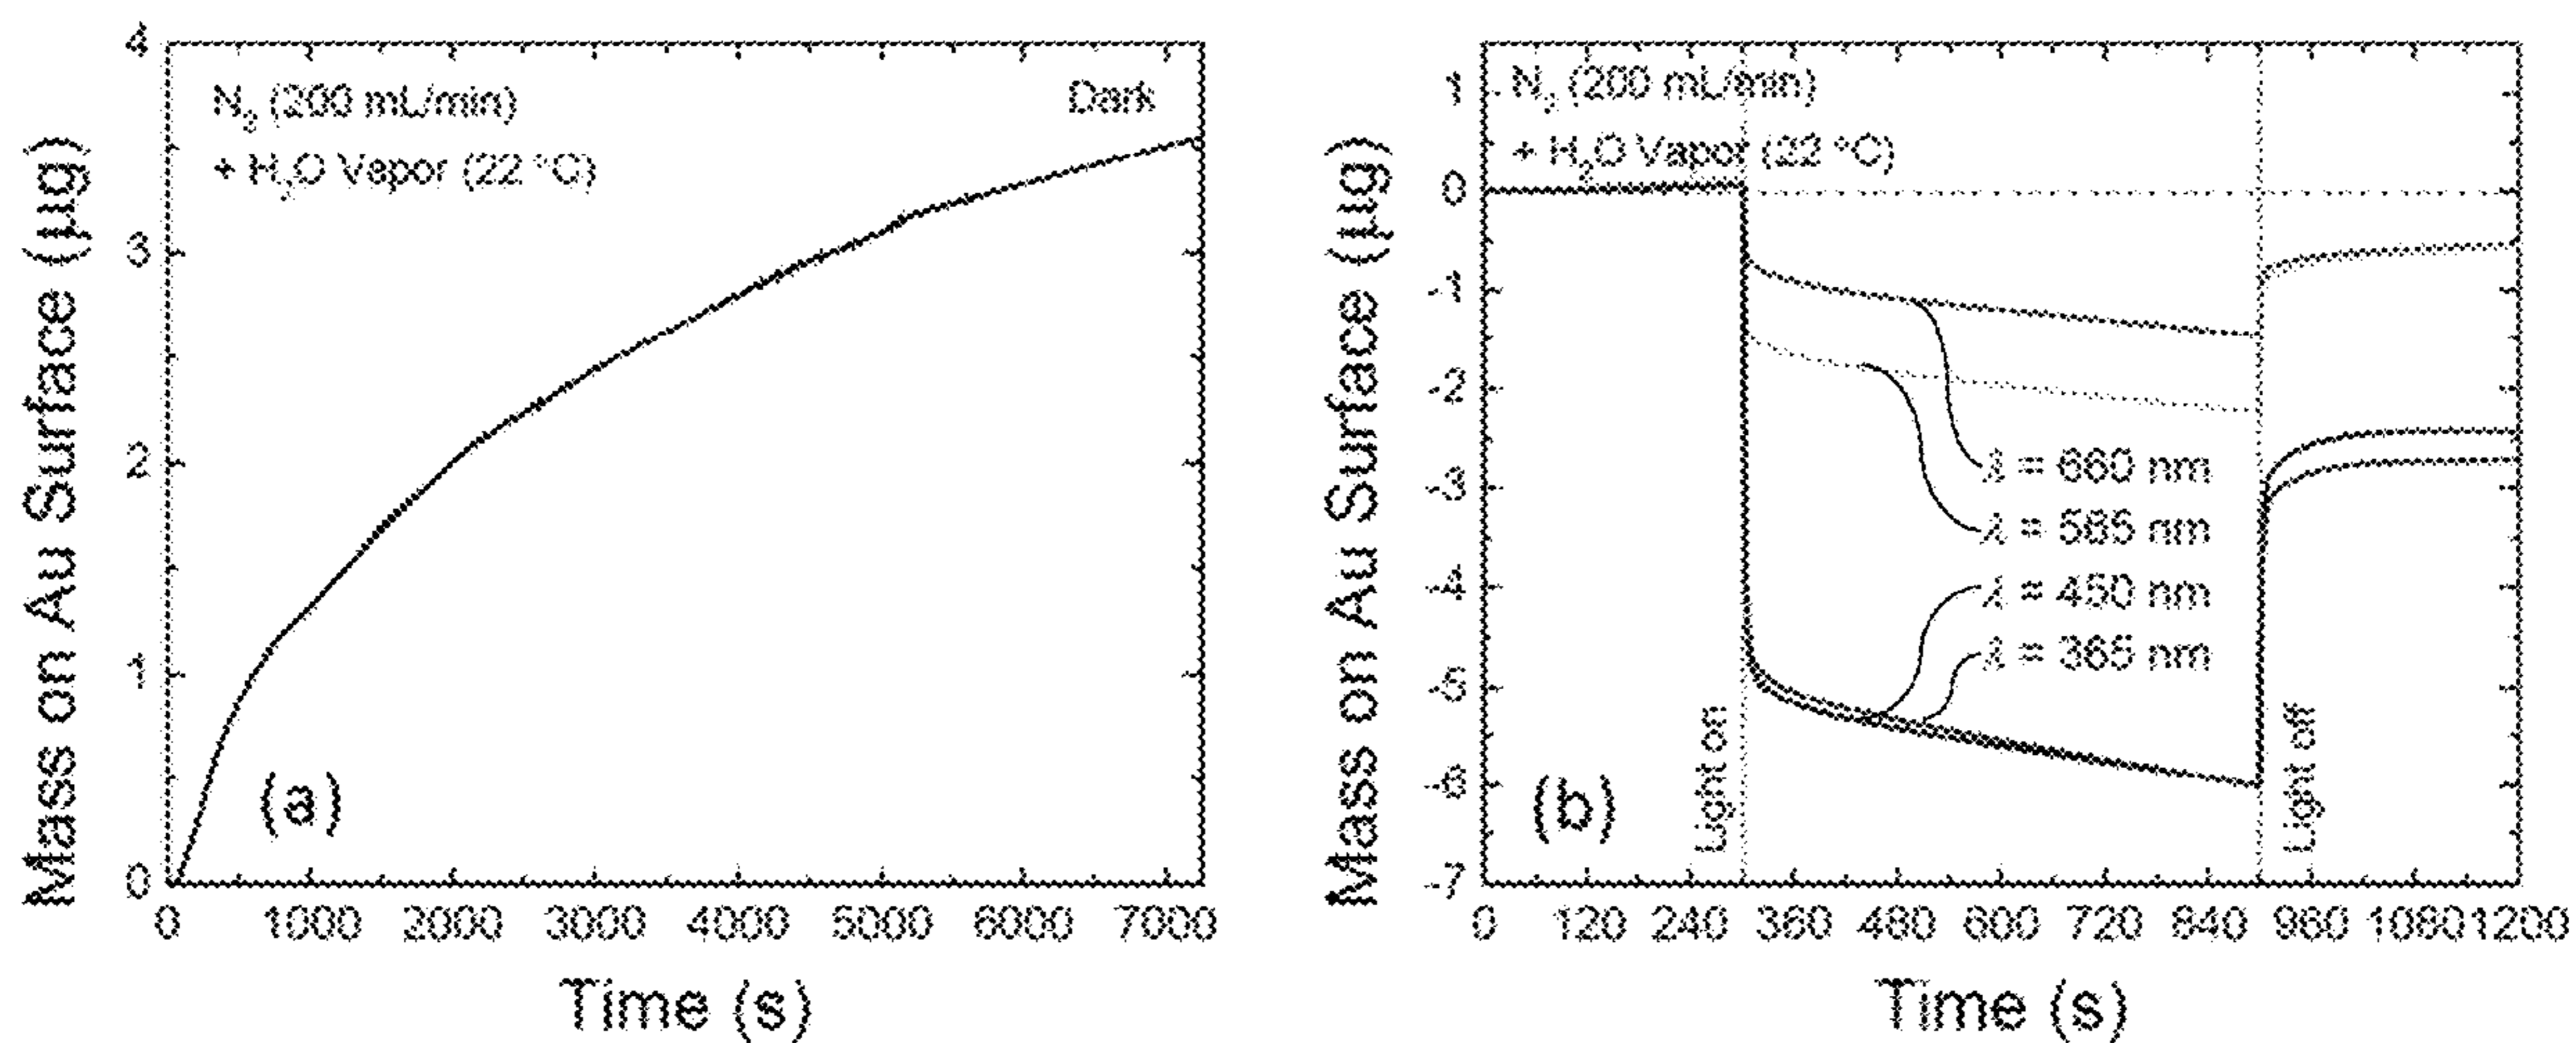 Mass on Au Surface (µg)
4
3
2
1
0
N₂ (200 mL/min)
+ H₂O Vapor (22 °C)
Dark
(a)
0 1000 2000 3000 4000 5000 6000 7000
Time (s)
Mass on Au Surface (µg)
1
0
-1
-2
-3
-4
-5
-6
-7
N₂ (200 mL/min)
+ H₂O Vapor (22 °C)
λ = 660 nm
λ = 585 nm
λ = 450 nm
λ = 365 nm
Light on
Light off
(b)
0 120 240 360 480 600 720 840 960 1080 1200
Time (s)